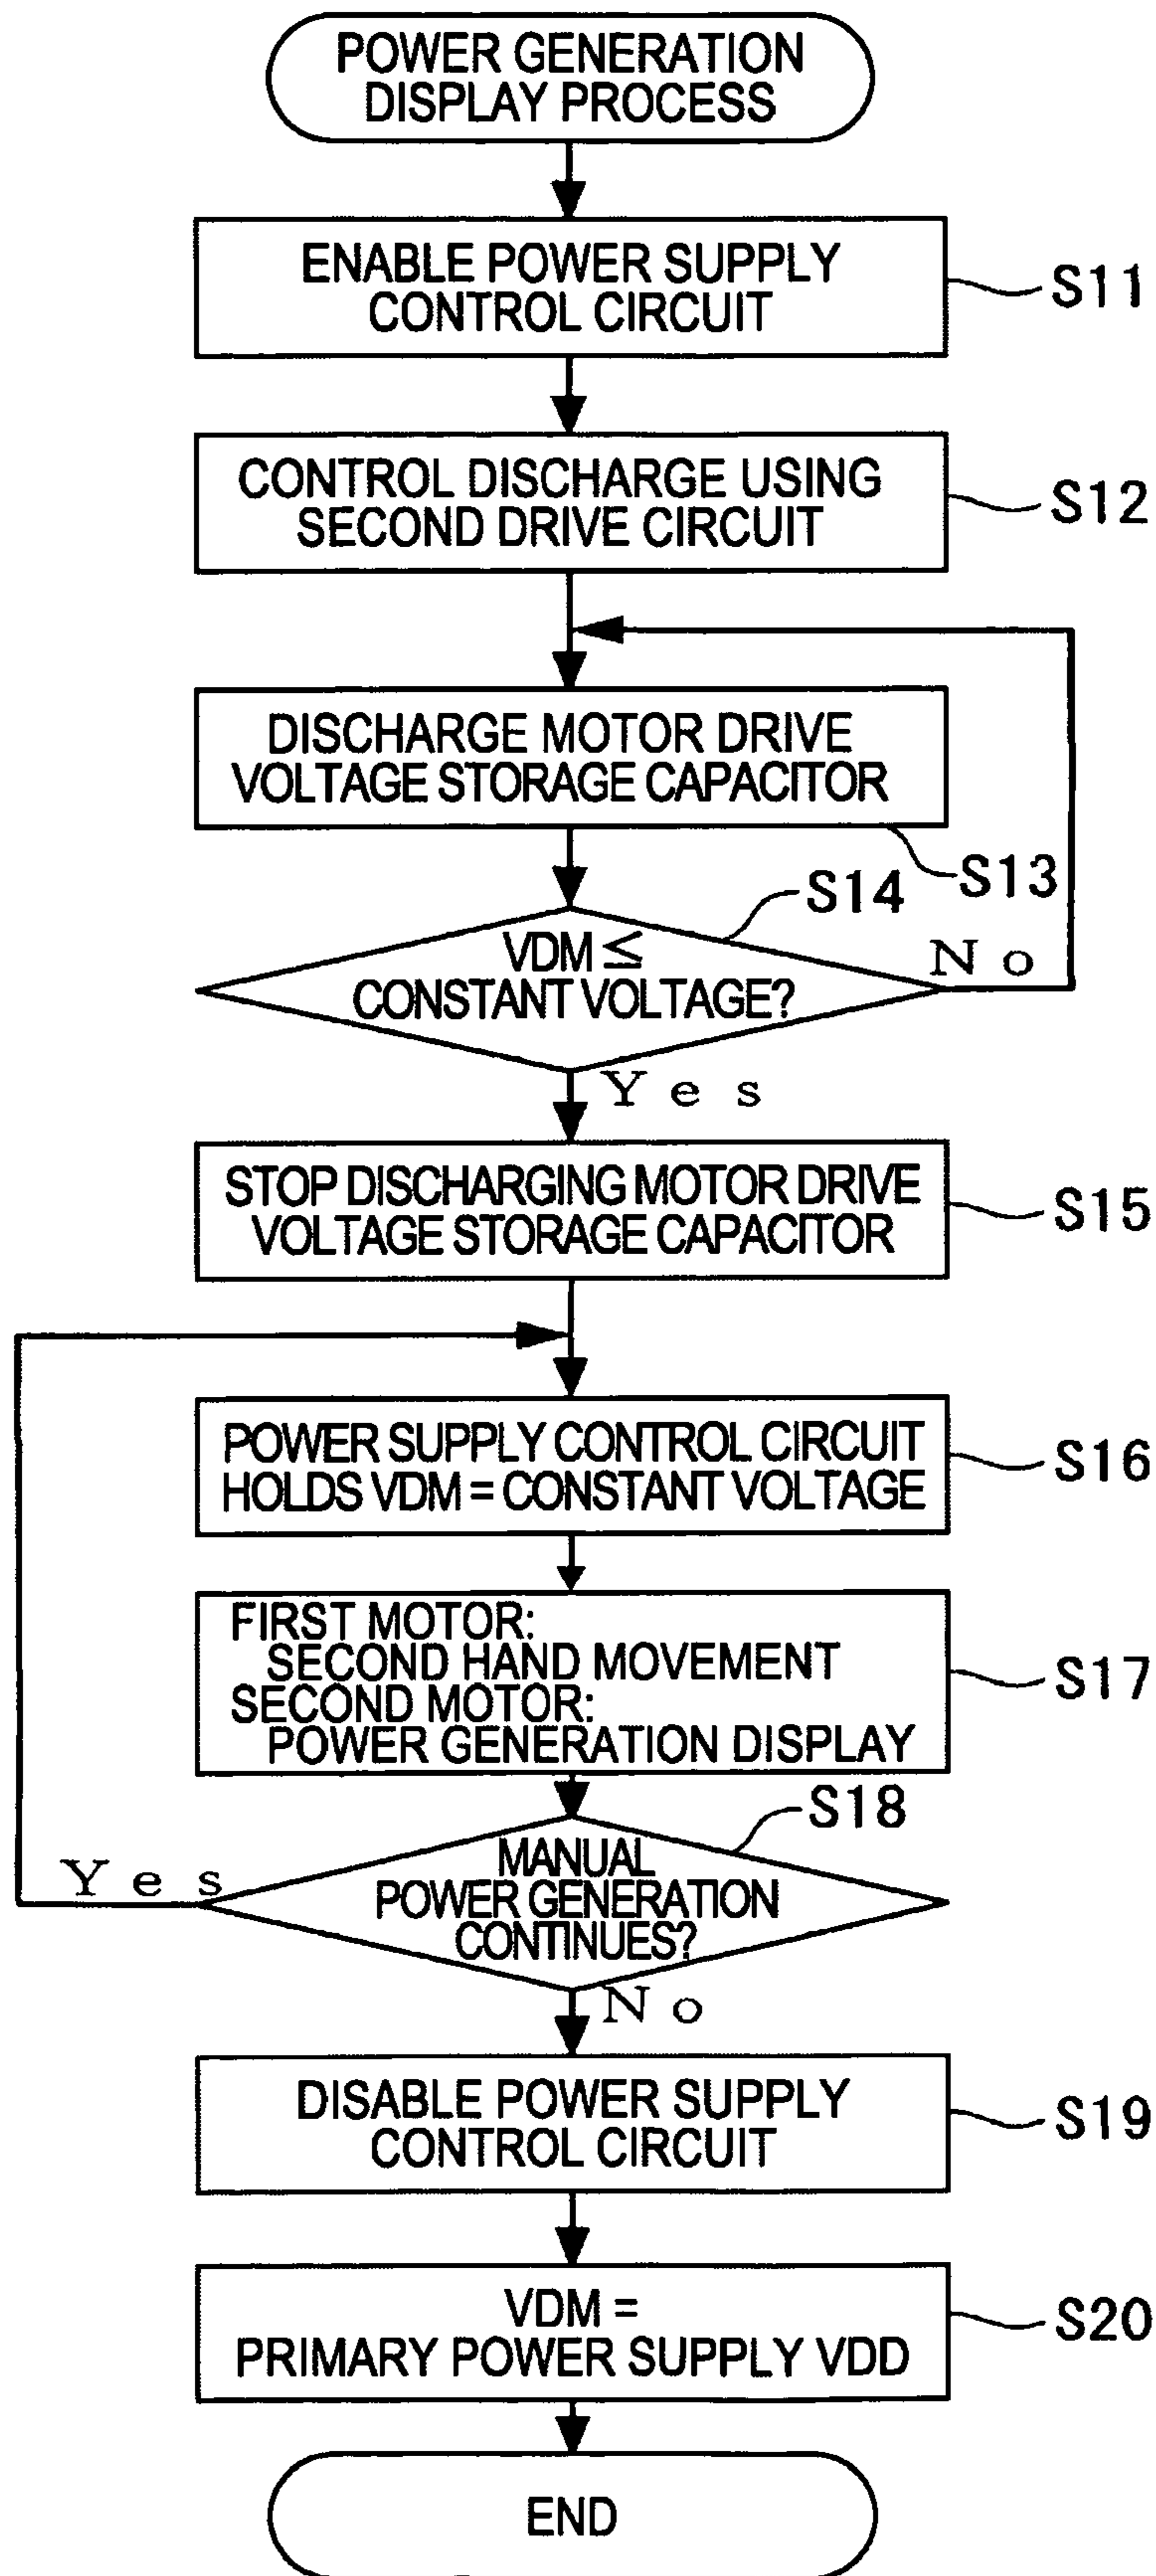 POWER GENERATION
DISPLAY PROCESS
ENABLE POWER SUPPLY
CONTROL CIRCUIT
S11
CONTROL DISCHARGE USING
SECOND DRIVE CIRCUIT
S12
DISCHARGE MOTOR DRIVE
VOLTAGE STORAGE CAPACITOR
S13
S14
VDM ≤
CONSTANT VOLTAGE?
No
Yes
STOP DISCHARGING MOTOR DRIVE
VOLTAGE STORAGE CAPACITOR
S15
POWER SUPPLY CONTROL CIRCUIT
HOLDS VDM = CONSTANT VOLTAGE
S16
FIRST MOTOR:
SECOND HAND MOVEMENT
SECOND MOTOR:
POWER GENERATION DISPLAY
S17
S18
MANUAL
POWER GENERATION
CONTINUES?
Yes
No
DISABLE POWER SUPPLY
CONTROL CIRCUIT
S19
VDM =
PRIMARY POWER SUPPLY VDD
S20
END